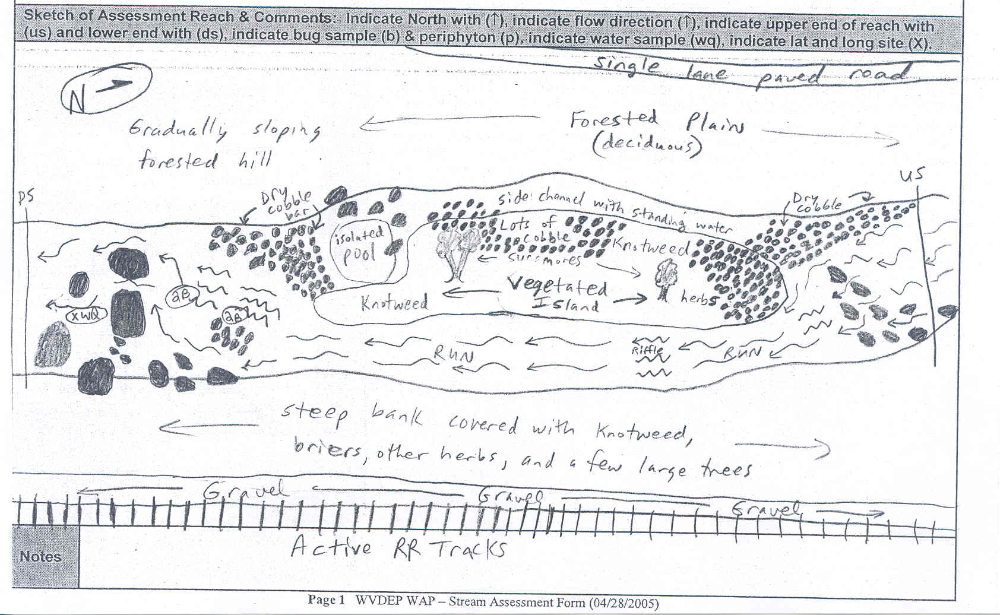 Sketch of Assessment Reach & Comments: Indicate North with (↑), indicate flow direction (↑), indicate upper end of reach with
(us) and lower end with (ds), indicate bug sample (b) & periphyton (p), indicate water sample (wq), indicate lat and long site (X).
single lane paved road
N
Gradually sloping
forested hill
Forested Plains
(deciduous)
DS
US
Dry
cobble
bar
side channel with standing water
Dry
cobble
isolated
pool
Lots of
cobble
Knotweed
sycmores
Vegetated
Island
herbs
Knotweed
2B
2B
XWQ
RUN
Riffle
RUN
steep bank covered with Knotweed,
briers, other herbs, and a few large trees
Gravel
Gravel
Gravel
Active RR Tracks
Notes
Page 1 WVDEP WAP – Stream Assessment Form (04/28/2005)